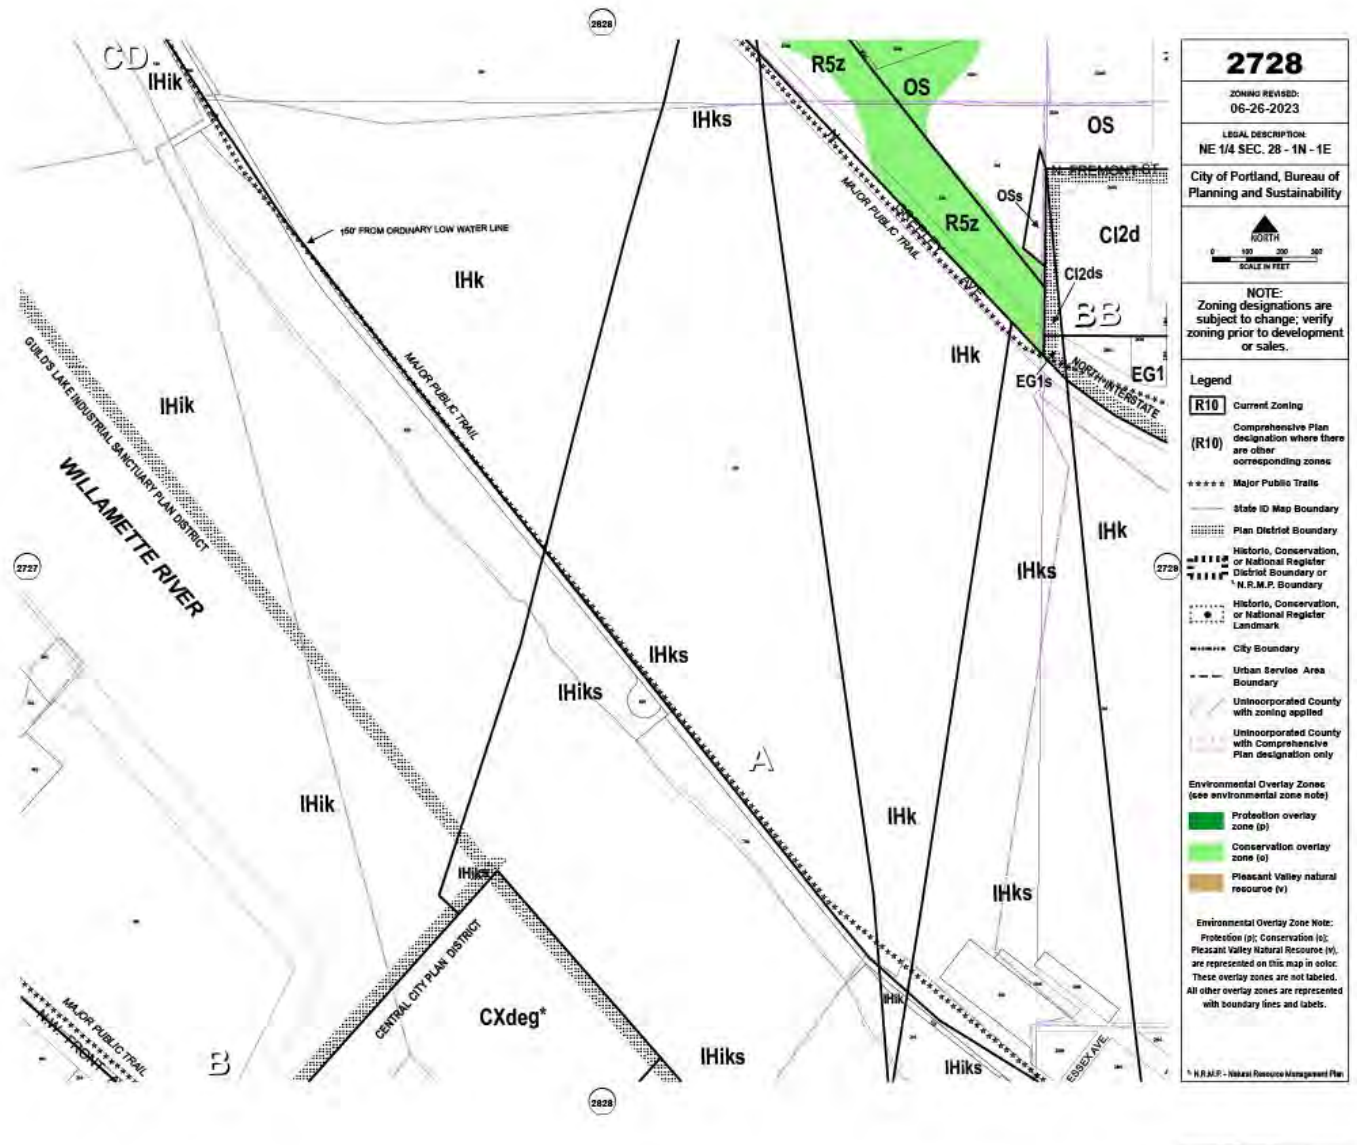 2828
CD
IHik
IHks
R5z
OS
OS
N. FREMONT ST.
MAJOR PUBLIC TRAIL
OSs
R5z
CI2d
150' FROM ORDINARY LOW WATER LINE
IHk
CI2ds
BB
IHk
EG1s
EG1
NORTH INTERSTATE
GUILD'S LAKE INDUSTRIAL SANCTUARY PLAN DISTRICT
IHik
MAJOR PUBLIC TRAIL
WILLAMETTE RIVER
2727
IHk
IHks
2729
IHks
IHiks
A
IHik
IHk
IHiks
IHks
CENTRAL CITY PLAN DISTRICT
CXdeg*
IHik
MAJOR PUBLIC TRAIL
N.W. FRONT
B
IHiks
IHiks
ESSEX AVE.
2828
2728
ZONING REVISED:
06-26-2023
LEGAL DESCRIPTION:
NE 1/4 SEC. 28 - 1N - 1E
City of Portland, Bureau of
Planning and Sustainability
NORTH
0 100 200 300
SCALE IN FEET
NOTE:
Zoning designations are
subject to change; verify
zoning prior to development
or sales.
Legend
R10 Current Zoning
(R10) Comprehensive Plan
designation where there
are other
corresponding zones
Major Public Trails
State ID Map Boundary
Plan District Boundary
Historic, Conservation,
or National Register
District Boundary or
N.R.M.P. Boundary
Historic, Conservation,
or National Register
Landmark
City Boundary
Urban Service Area
Boundary
Unincorporated County
with zoning applied
Unincorporated County
with Comprehensive
Plan designation only
Environmental Overlay Zones
(see environmental zone note)
Protection overlay
zone (p)
Conservation overlay
zone (c)
Pleasant Valley natural
resource (v)
Environmental Overlay Zone Note:
Protection (p); Conservation (c);
Pleasant Valley Natural Resource (v),
are represented on this map in color.
These overlay zones are not labeled.
All other overlay zones are represented
with boundary lines and labels.
* N.R.M.P. - Natural Resource Management Plan